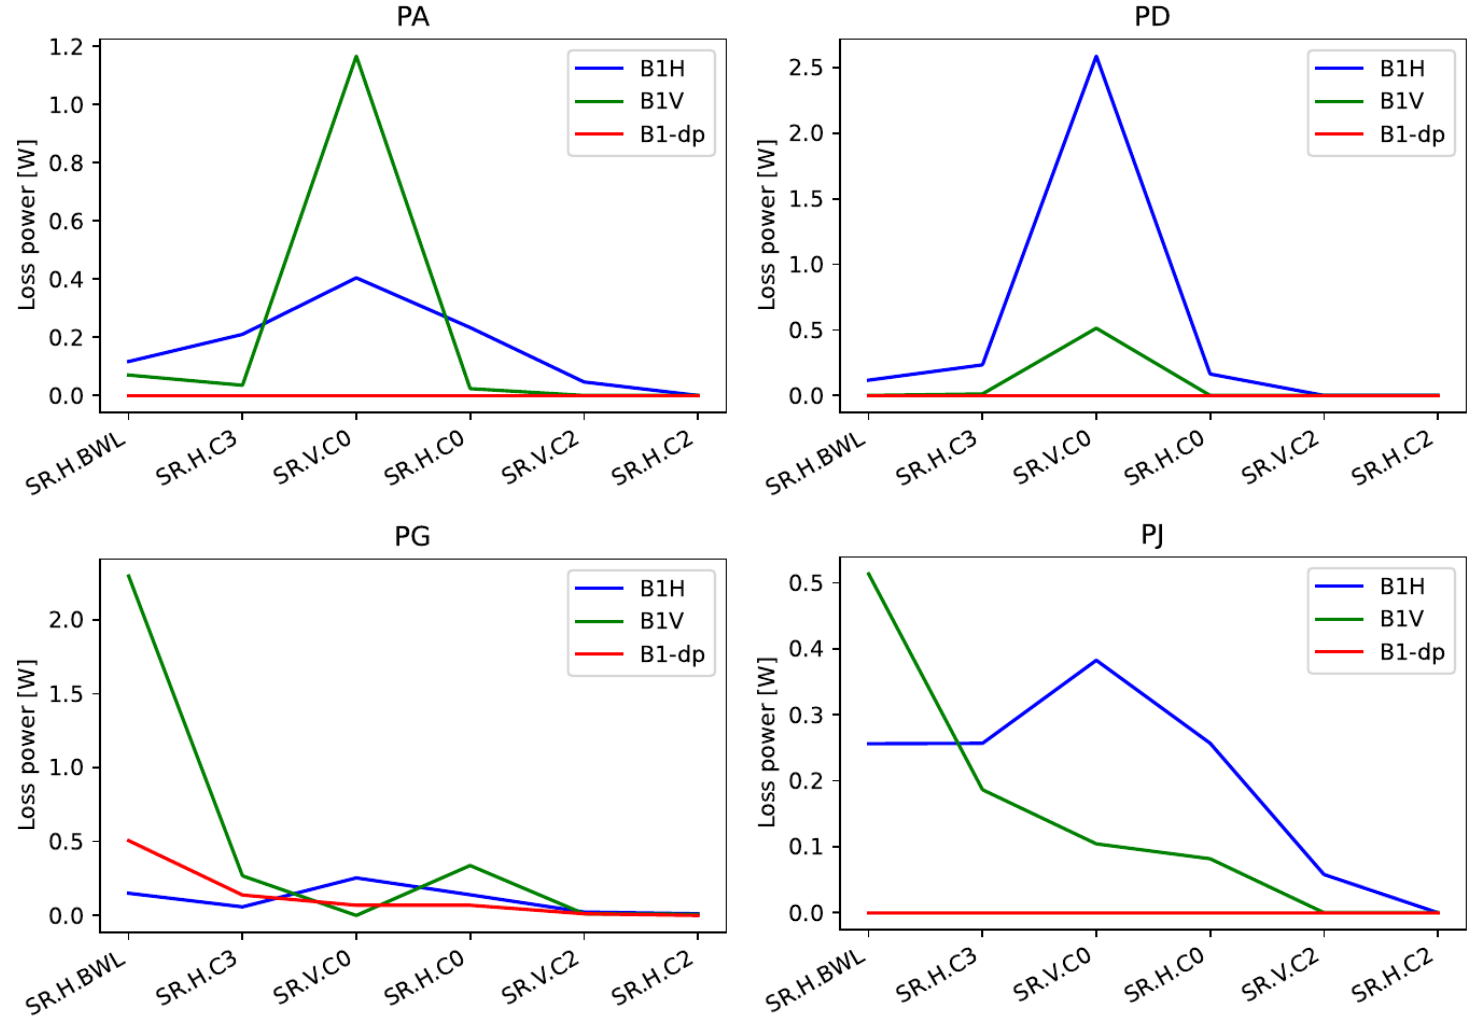 PA
Loss power [W]
1.2
1.0
0.8
0.6
0.4
0.2
0.0
B1H
B1V
B1-dp
SR.H.BWL
SR.H.C3
SR.V.C0
SR.H.C0
SR.V.C2
SR.H.C2
PD
Loss power [W]
2.5
2.0
1.5
1.0
0.5
0.0
B1H
B1V
B1-dp
SR.H.BWL
SR.H.C3
SR.V.C0
SR.H.C0
SR.V.C2
SR.H.C2
PG
Loss power [W]
2.0
1.5
1.0
0.5
0.0
B1H
B1V
B1-dp
SR.H.BWL
SR.H.C3
SR.V.C0
SR.H.C0
SR.V.C2
SR.H.C2
PJ
Loss power [W]
0.5
0.4
0.3
0.2
0.1
0.0
B1H
B1V
B1-dp
SR.H.BWL
SR.H.C3
SR.V.C0
SR.H.C0
SR.V.C2
SR.H.C2